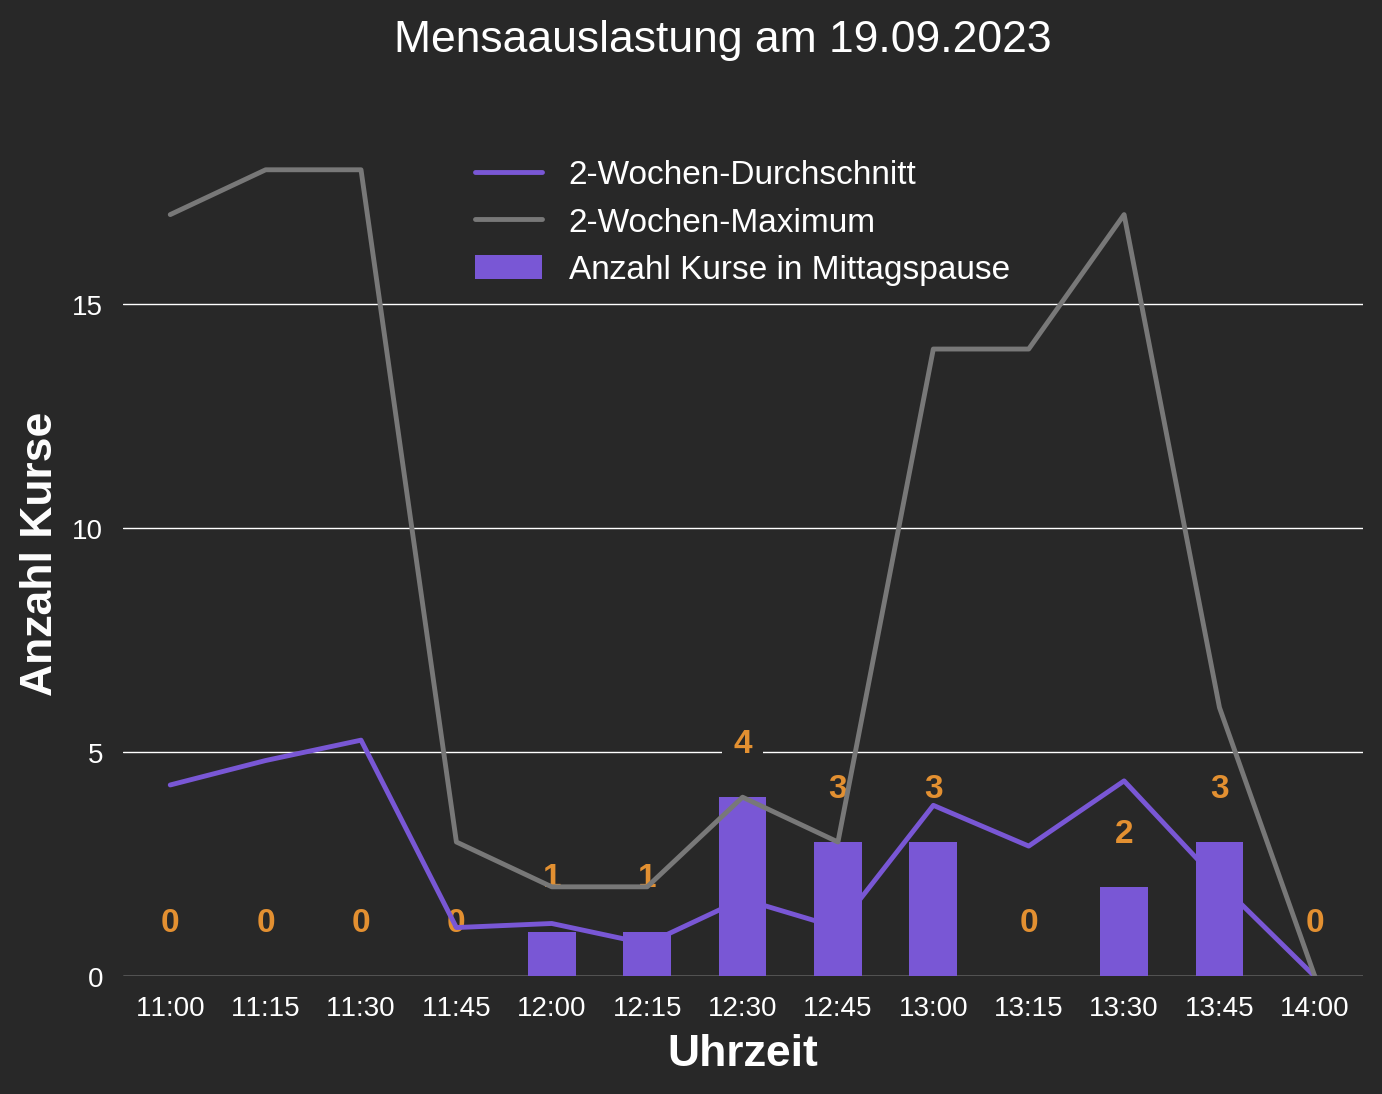 Mensaauslastung am 19.09.2023
2-Wochen-Durchschnitt
2-Wochen-Maximum
Anzahl Kurse in Mittagspause
Anzahl Kurse
15
10
5
0
0
0
0
0
1
1
4
3
3
0
2
3
0
11:00 11:15 11:30 11:45 12:00 12:15 12:30 12:45 13:00 13:15 13:30 13:45 14:00
Uhrzeit